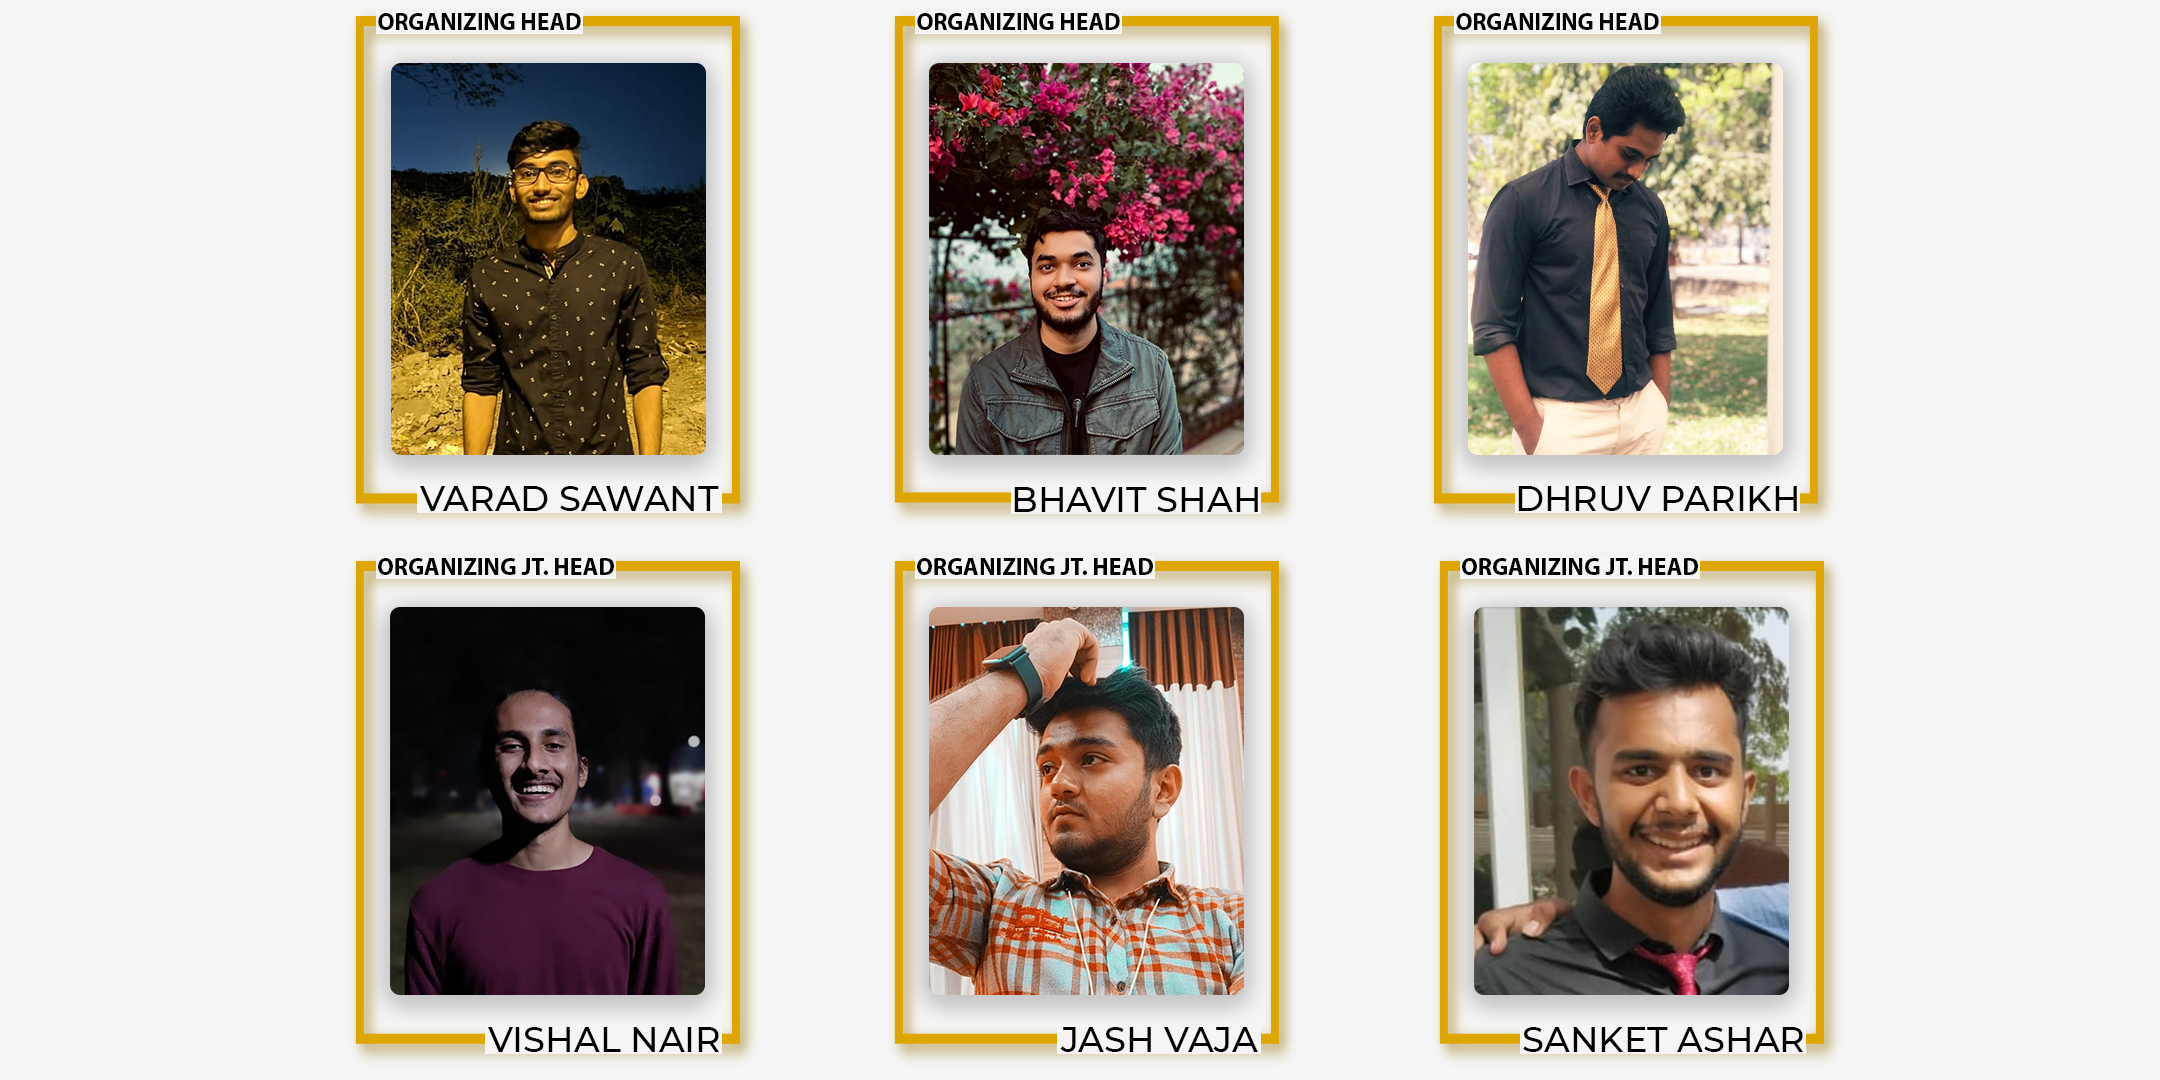 ORGANIZING HEAD
VARAD SAWANT
ORGANIZING HEAD
BHAVIT SHAH
ORGANIZING HEAD
DHRUV PARIKH
ORGANIZING JT. HEAD
VISHAL NAIR
ORGANIZING JT. HEAD
JASH VAJA
ORGANIZING JT. HEAD
SANKET ASHAR